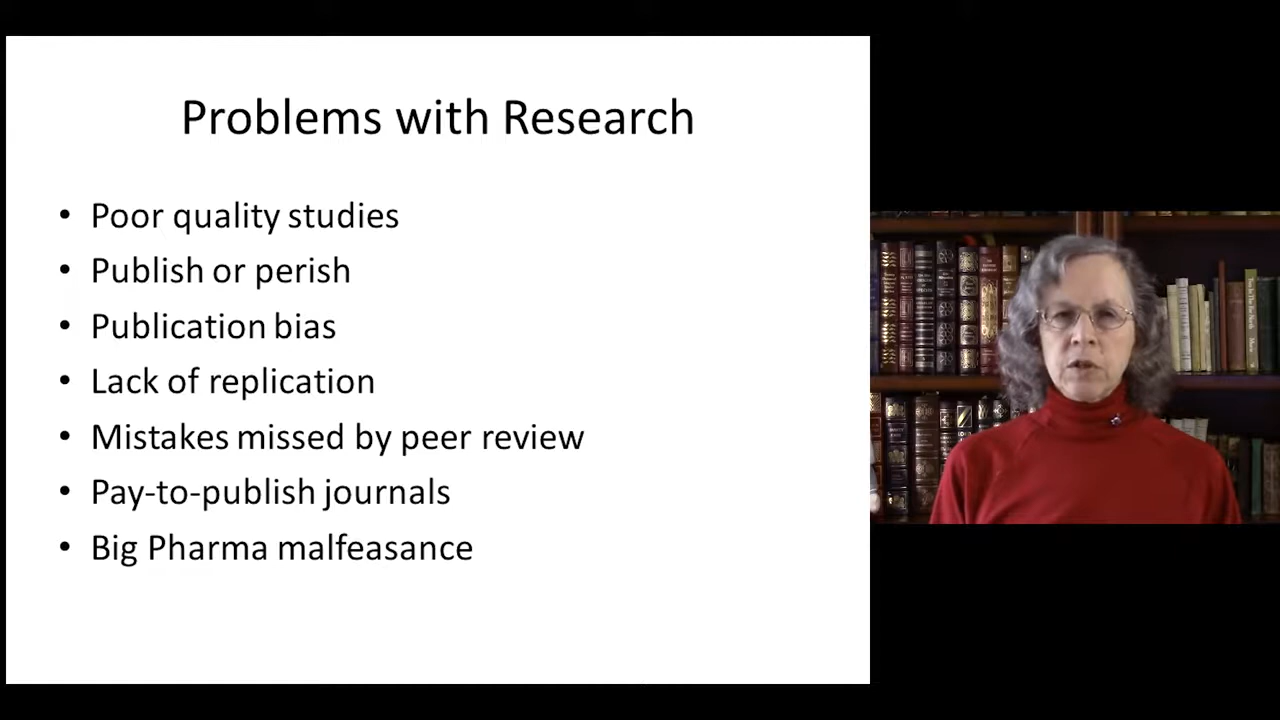 Problems with Research
• Poor quality studies
• Publish or perish
• Publication bias
• Lack of replication
• Mistakes missed by peer review
• Pay-to-publish journals
• Big Pharma malfeasance